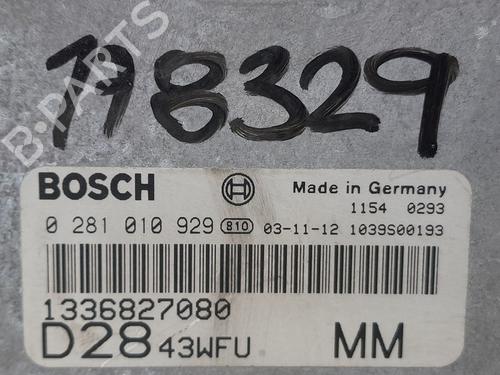 798329
B-PARTS
BOSCH
Made in Germany
1154 0293
0 281 010 929 810 03-11-12 1039S00193
1336827080
D28 43WFU MM